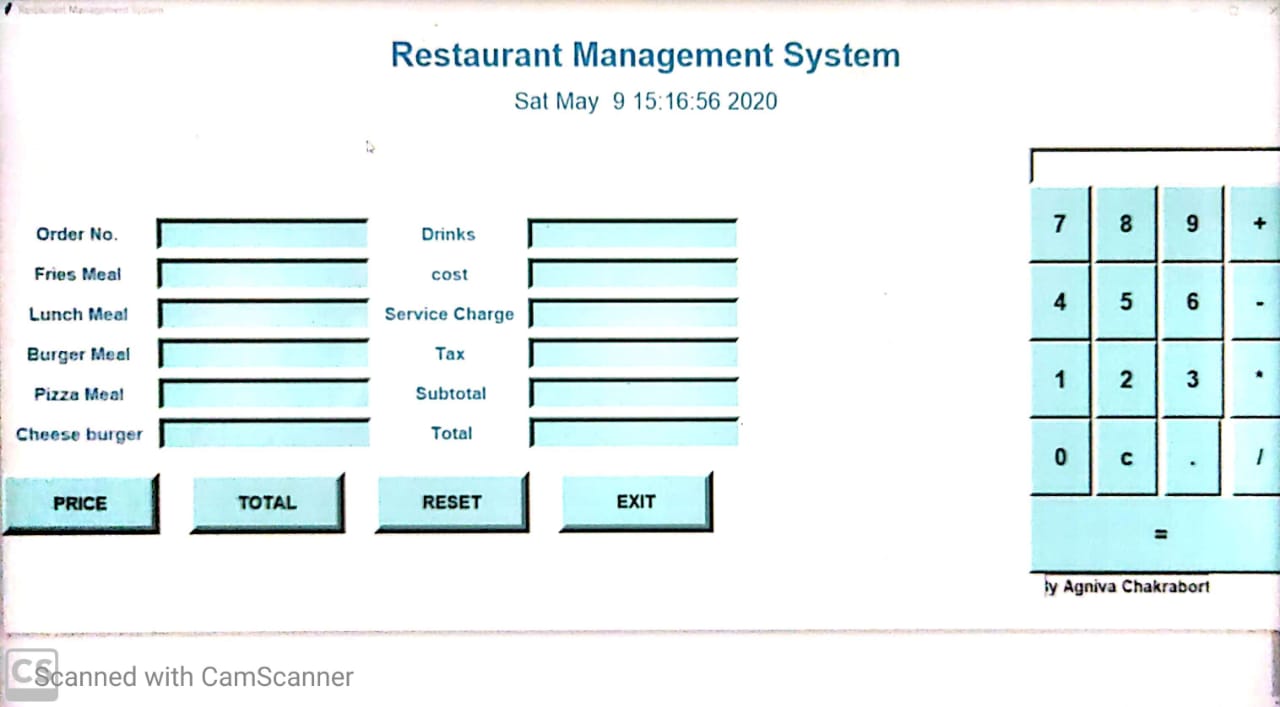 Restaurant Management System
Restaurant Management System
Sat May 9 15:16:56 2020
Order No.
Fries Meal
Lunch Meal
Burger Meal
Pizza Meal
Cheese burger
Drinks
cost
Service Charge
Tax
Subtotal
Total
PRICE TOTAL RESET EXIT
7 8 9 +
4 5 6 -
1 2 3 *
0 c . /
=
y Agniva Chakrabort
CS
Scanned with CamScanner